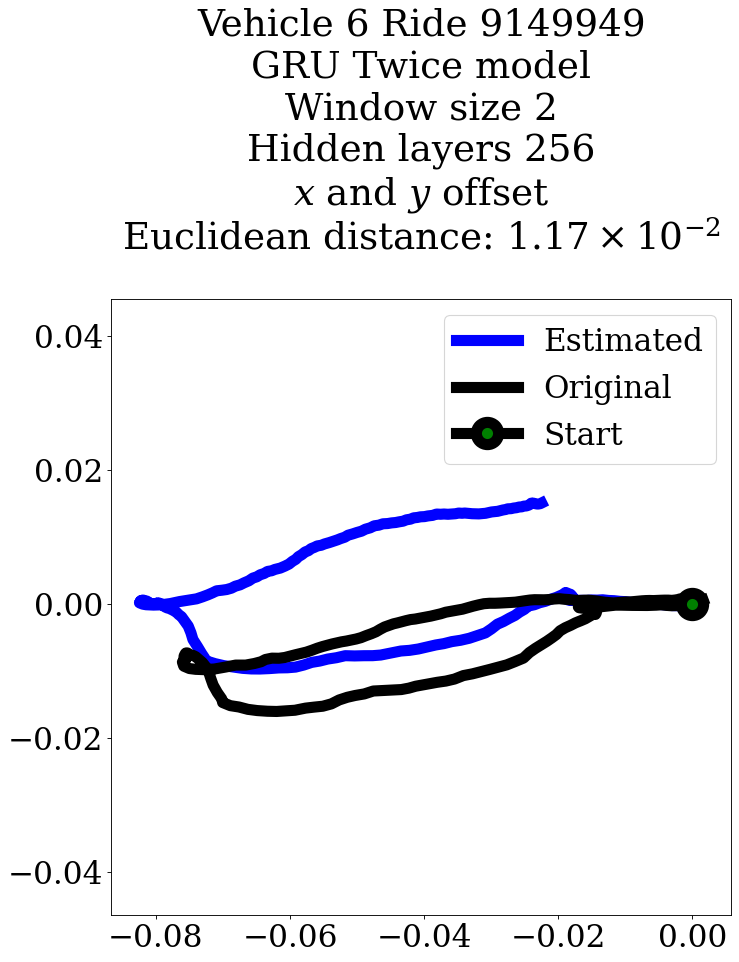 Vehicle 6 Ride 9149949
GRU Twice model
Window size 2
Hidden layers 256
x and y offset
Euclidean distance: 1.17 × 10⁻²
Estimated
Original
Start
0.04
0.02
0.00
−0.02
−0.04
−0.08 −0.06 −0.04 −0.02 0.00